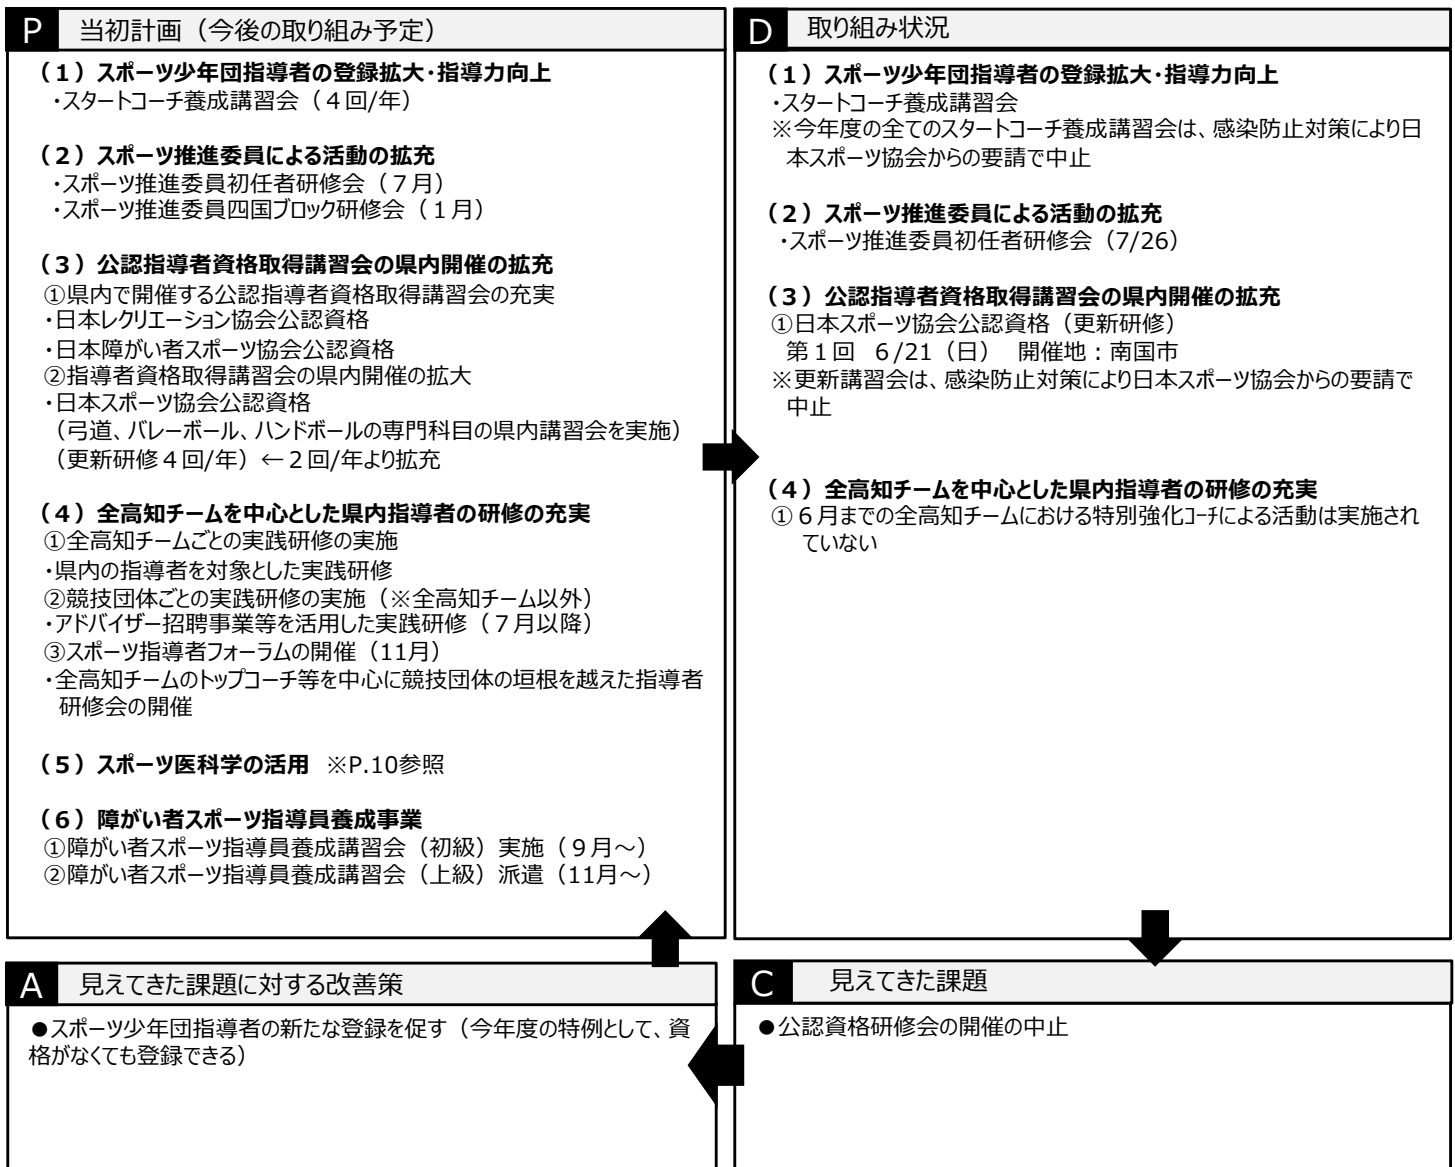 P 当初計画（今後の取り組み予定）
（１）スポーツ少年団指導者の登録拡大・指導力向上
・スタートコーチ養成講習会（４回/年）
（２）スポーツ推進委員による活動の拡充
・スポーツ推進委員初任者研修会（７月）
・スポーツ推進委員四国ブロック研修会（１月）
（３）公認指導者資格取得講習会の県内開催の拡充
①県内で開催する公認指導者資格取得講習会の充実
・日本レクリエーション協会公認資格
・日本障がい者スポーツ協会公認資格
②指導者資格取得講習会の県内開催の拡大
・日本スポーツ協会公認資格
（弓道、バレーボール、ハンドボールの専門科目の県内講習会を実施）
（更新研修４回/年）←２回/年より拡充
（４）全高知チームを中心とした県内指導者の研修の充実
①全高知チームごとの実践研修の実施
・県内の指導者を対象とした実践研修
②競技団体ごとの実践研修の実施（※全高知チーム以外）
・アドバイザー招聘事業等を活用した実践研修（７月以降）
③スポーツ指導者フォーラムの開催（11月）
・全高知チームのトップコーチ等を中心に競技団体の垣根を越えた指導者
研修会の開催
（５）スポーツ医科学の活用 ※P.10参照
（６）障がい者スポーツ指導員養成事業
①障がい者スポーツ指導員養成講習会（初級）実施（９月～）
②障がい者スポーツ指導員養成講習会（上級）派遣（11月～）
D 取り組み状況
（１）スポーツ少年団指導者の登録拡大・指導力向上
・スタートコーチ養成講習会
※今年度の全てのスタートコーチ養成講習会は、感染防止対策により日
本スポーツ協会からの要請で中止
（２）スポーツ推進委員による活動の拡充
・スポーツ推進委員初任者研修会（7/26）
（３）公認指導者資格取得講習会の県内開催の拡充
①日本スポーツ協会公認資格（更新研修）
第１回 ６/21（日） 開催地：南国市
※更新講習会は、感染防止対策により日本スポーツ協会からの要請で
中止
（４）全高知チームを中心とした県内指導者の研修の充実
①６月までの全高知チームにおける特別強化コーチによる活動は実施され
ていない
C 見えてきた課題
●公認資格研修会の開催の中止
A 見えてきた課題に対する改善策
●スポーツ少年団指導者の新たな登録を促す（今年度の特例として、資
格がなくても登録できる）